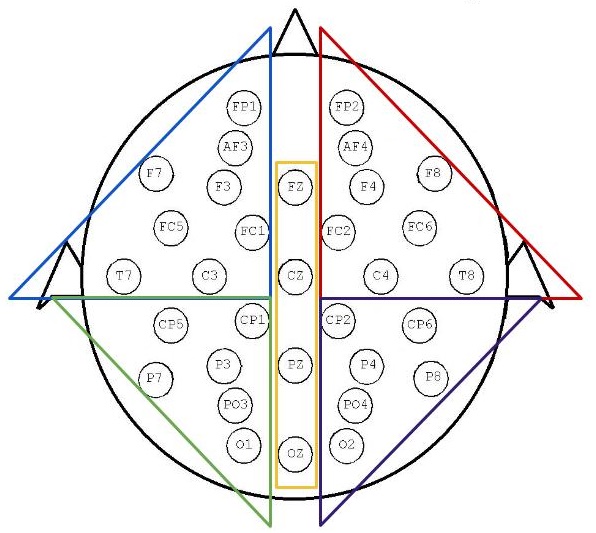 FP1 FP2
AF3 AF4
F7 F3 FZ F4 F8
FC5 FC1 FC2 FC6
T7 C3 CZ C4 T8
CP5 CP1 CP2 CP6
P7 P3 PZ P4 P8
PO3 PO4
O1 OZ O2